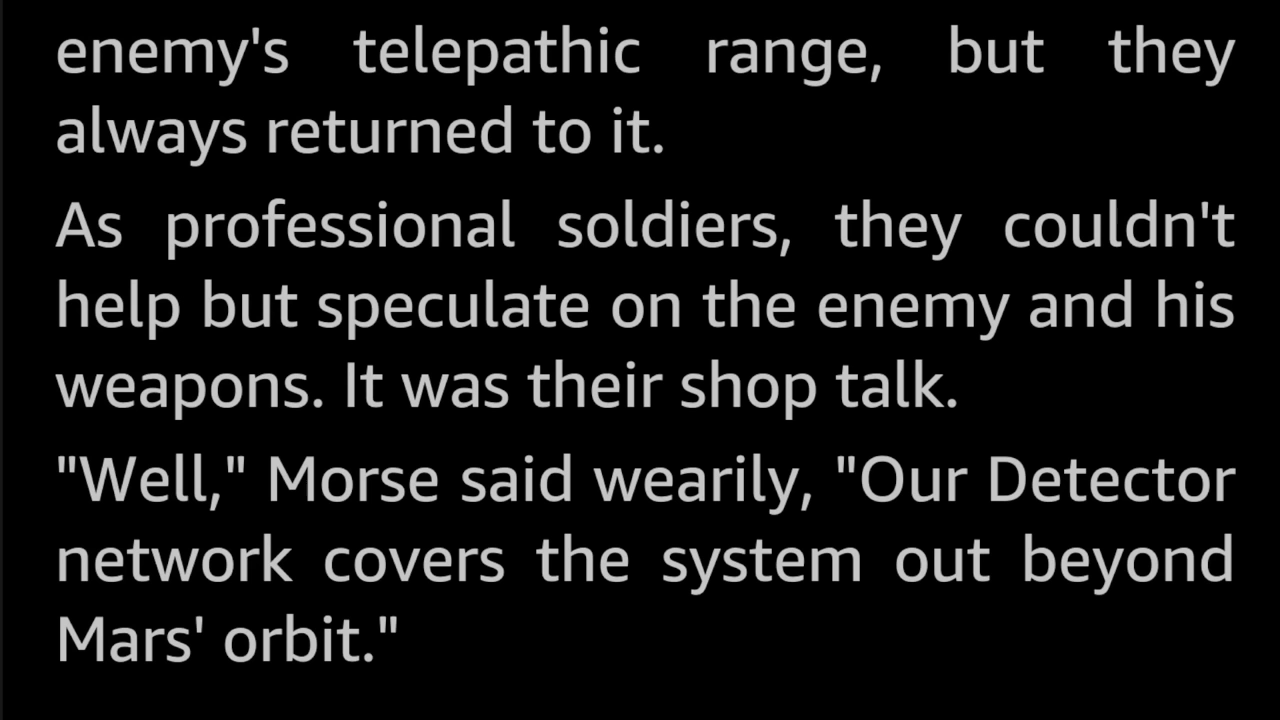 enemy's telepathic range, but they
always returned to it.
As professional soldiers, they couldn't
help but speculate on the enemy and his
weapons. It was their shop talk.
"Well," Morse said wearily, "Our Detector
network covers the system out beyond
Mars' orbit."